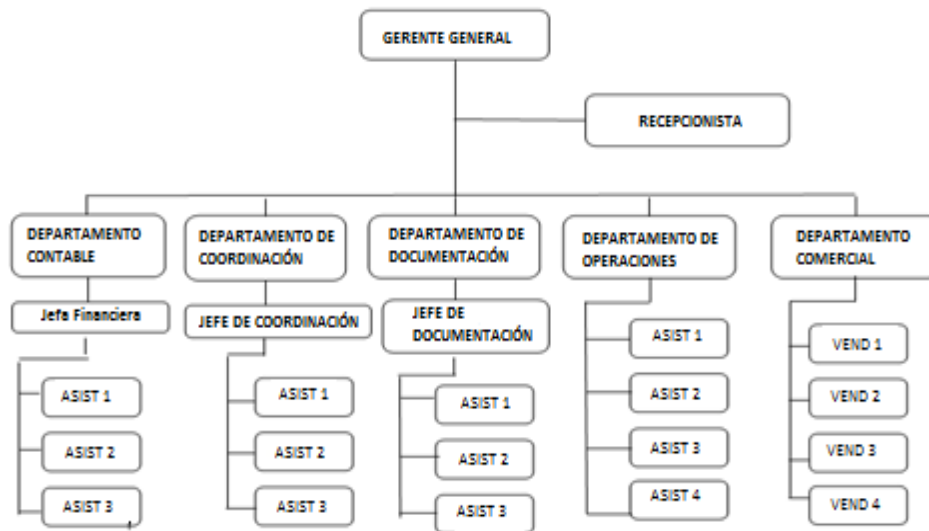 GERENTE GENERAL
RECEPCIONISTA
DEPARTAMENTO
CONTABLE
DEPARTAMENTO DE
COORDINACIÓN
DEPARTAMENTO DE
DOCUMENTACIÓN
DEPARTAMENTO DE
OPERACIONES
DEPARTAMENTO
COMERCIAL
Jefa Financiera
JEFE DE COORDINACIÓN
JEFE DE
DOCUMENTACIÓN
ASIST 1
ASIST 2
ASIST 3
ASIST 1
ASIST 2
ASIST 3
ASIST 1
ASIST 2
ASIST 3
ASIST 1
ASIST 2
ASIST 3
ASIST 4
VEND 1
VEND 2
VEND 3
VEND 4